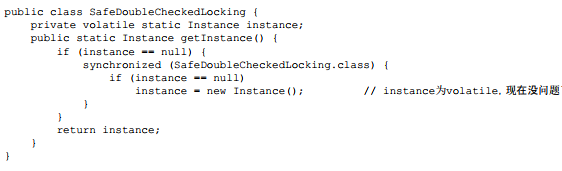 public class SafeDoubleCheckedLocking {
    private volatile static Instance instance;
    public static Instance getInstance() {
        if (instance == null) {
            synchronized (SafeDoubleCheckedLocking.class) {
                if (instance == null)
                    instance = new Instance();         // instance为volatile，现在没问题
            }
        }
        return instance;
    }
}